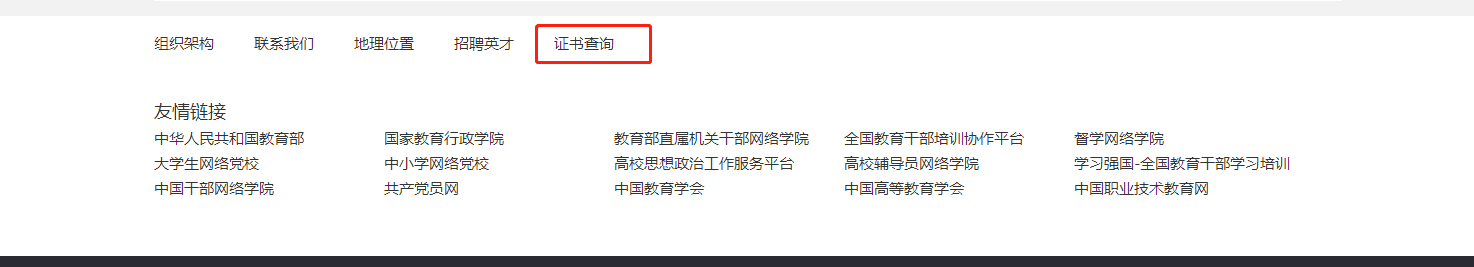 组织架构 联系我们 地理位置 招聘英才 证书查询
友情链接
中华人民共和国教育部 国家教育行政学院 教育部直属机关干部网络学院 全国教育干部培训协作平台 督学网络学院
大学生网络党校 中小学网络党校 高校思想政治工作服务平台 高校辅导员网络学院 学习强国-全国教育干部学习培训
中国干部网络学院 共产党员网 中国教育学会 中国高等教育学会 中国职业技术教育网